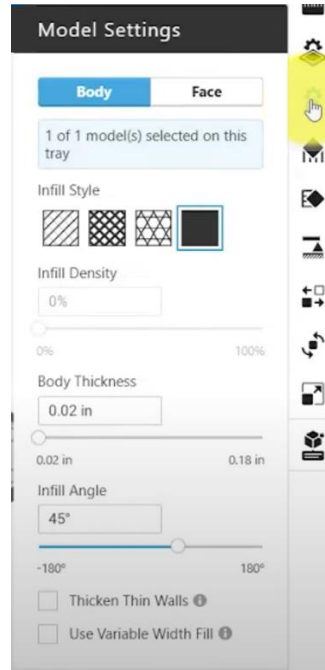 Model Settings
Body Face
1 of 1 model(s) selected on this
tray
Infill Style
Infill Density
0%
0% 100%
Body Thickness
0.02 in
0.02 in 0.18 in
Infill Angle
45°
-180° 180°
Thicken Thin Walls
Use Variable Width Fill